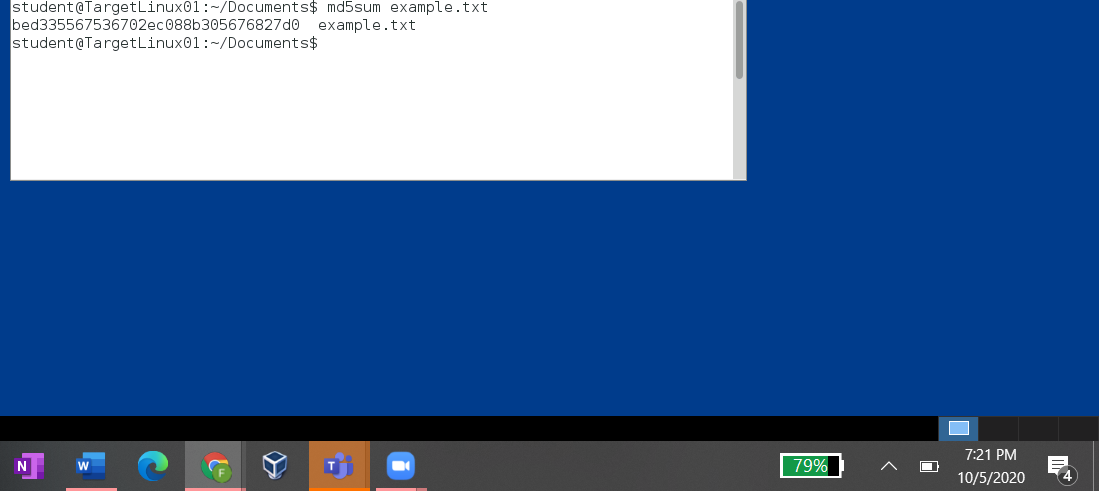 student@TargetLinux01:~/Documents$ md5sum example.txt
bed335567536702ec088b305676827d0  example.txt
student@TargetLinux01:~/Documents$
N
W
F
T
79%
7:21 PM
10/5/2020
4